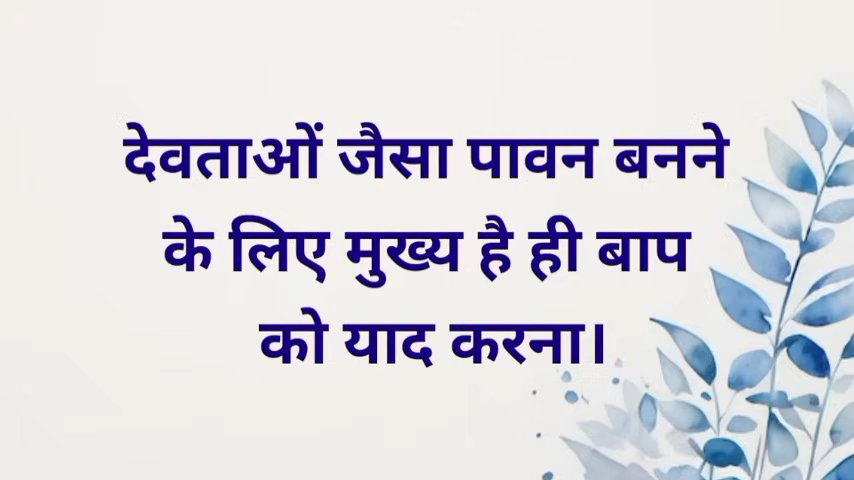 देवताओं जैसा पावन बनने
के लिए मुख्य है ही बाप
को याद करना।